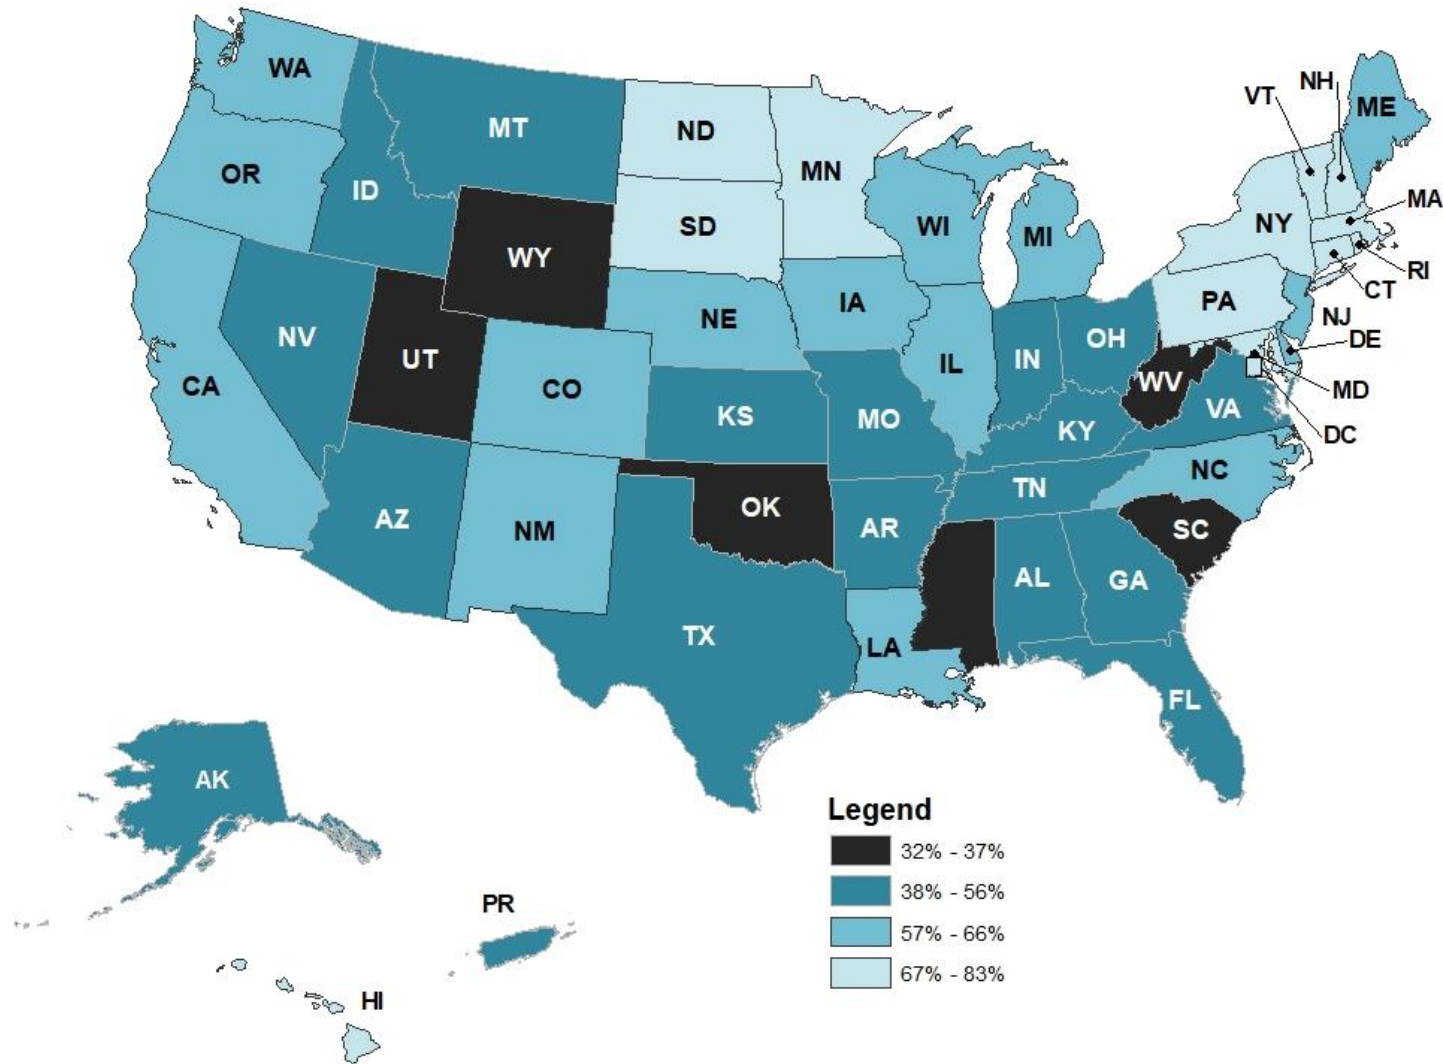 WA
MT
ND
MN
VT
NH
ME
OR
ID
SD
WI
MI
NY
MA
WY
RI
CT
NE
IA
PA
NJ
NV
UT
CO
IL
IN
OH
DE
CA
WV
MD
KS
MO
KY
VA
DC
AZ
NM
OK
AR
TN
NC
SC
TX
LA
AL
GA
FL
AK
PR
HI
Legend
32% - 37%
38% - 56%
57% - 66%
67% - 83%